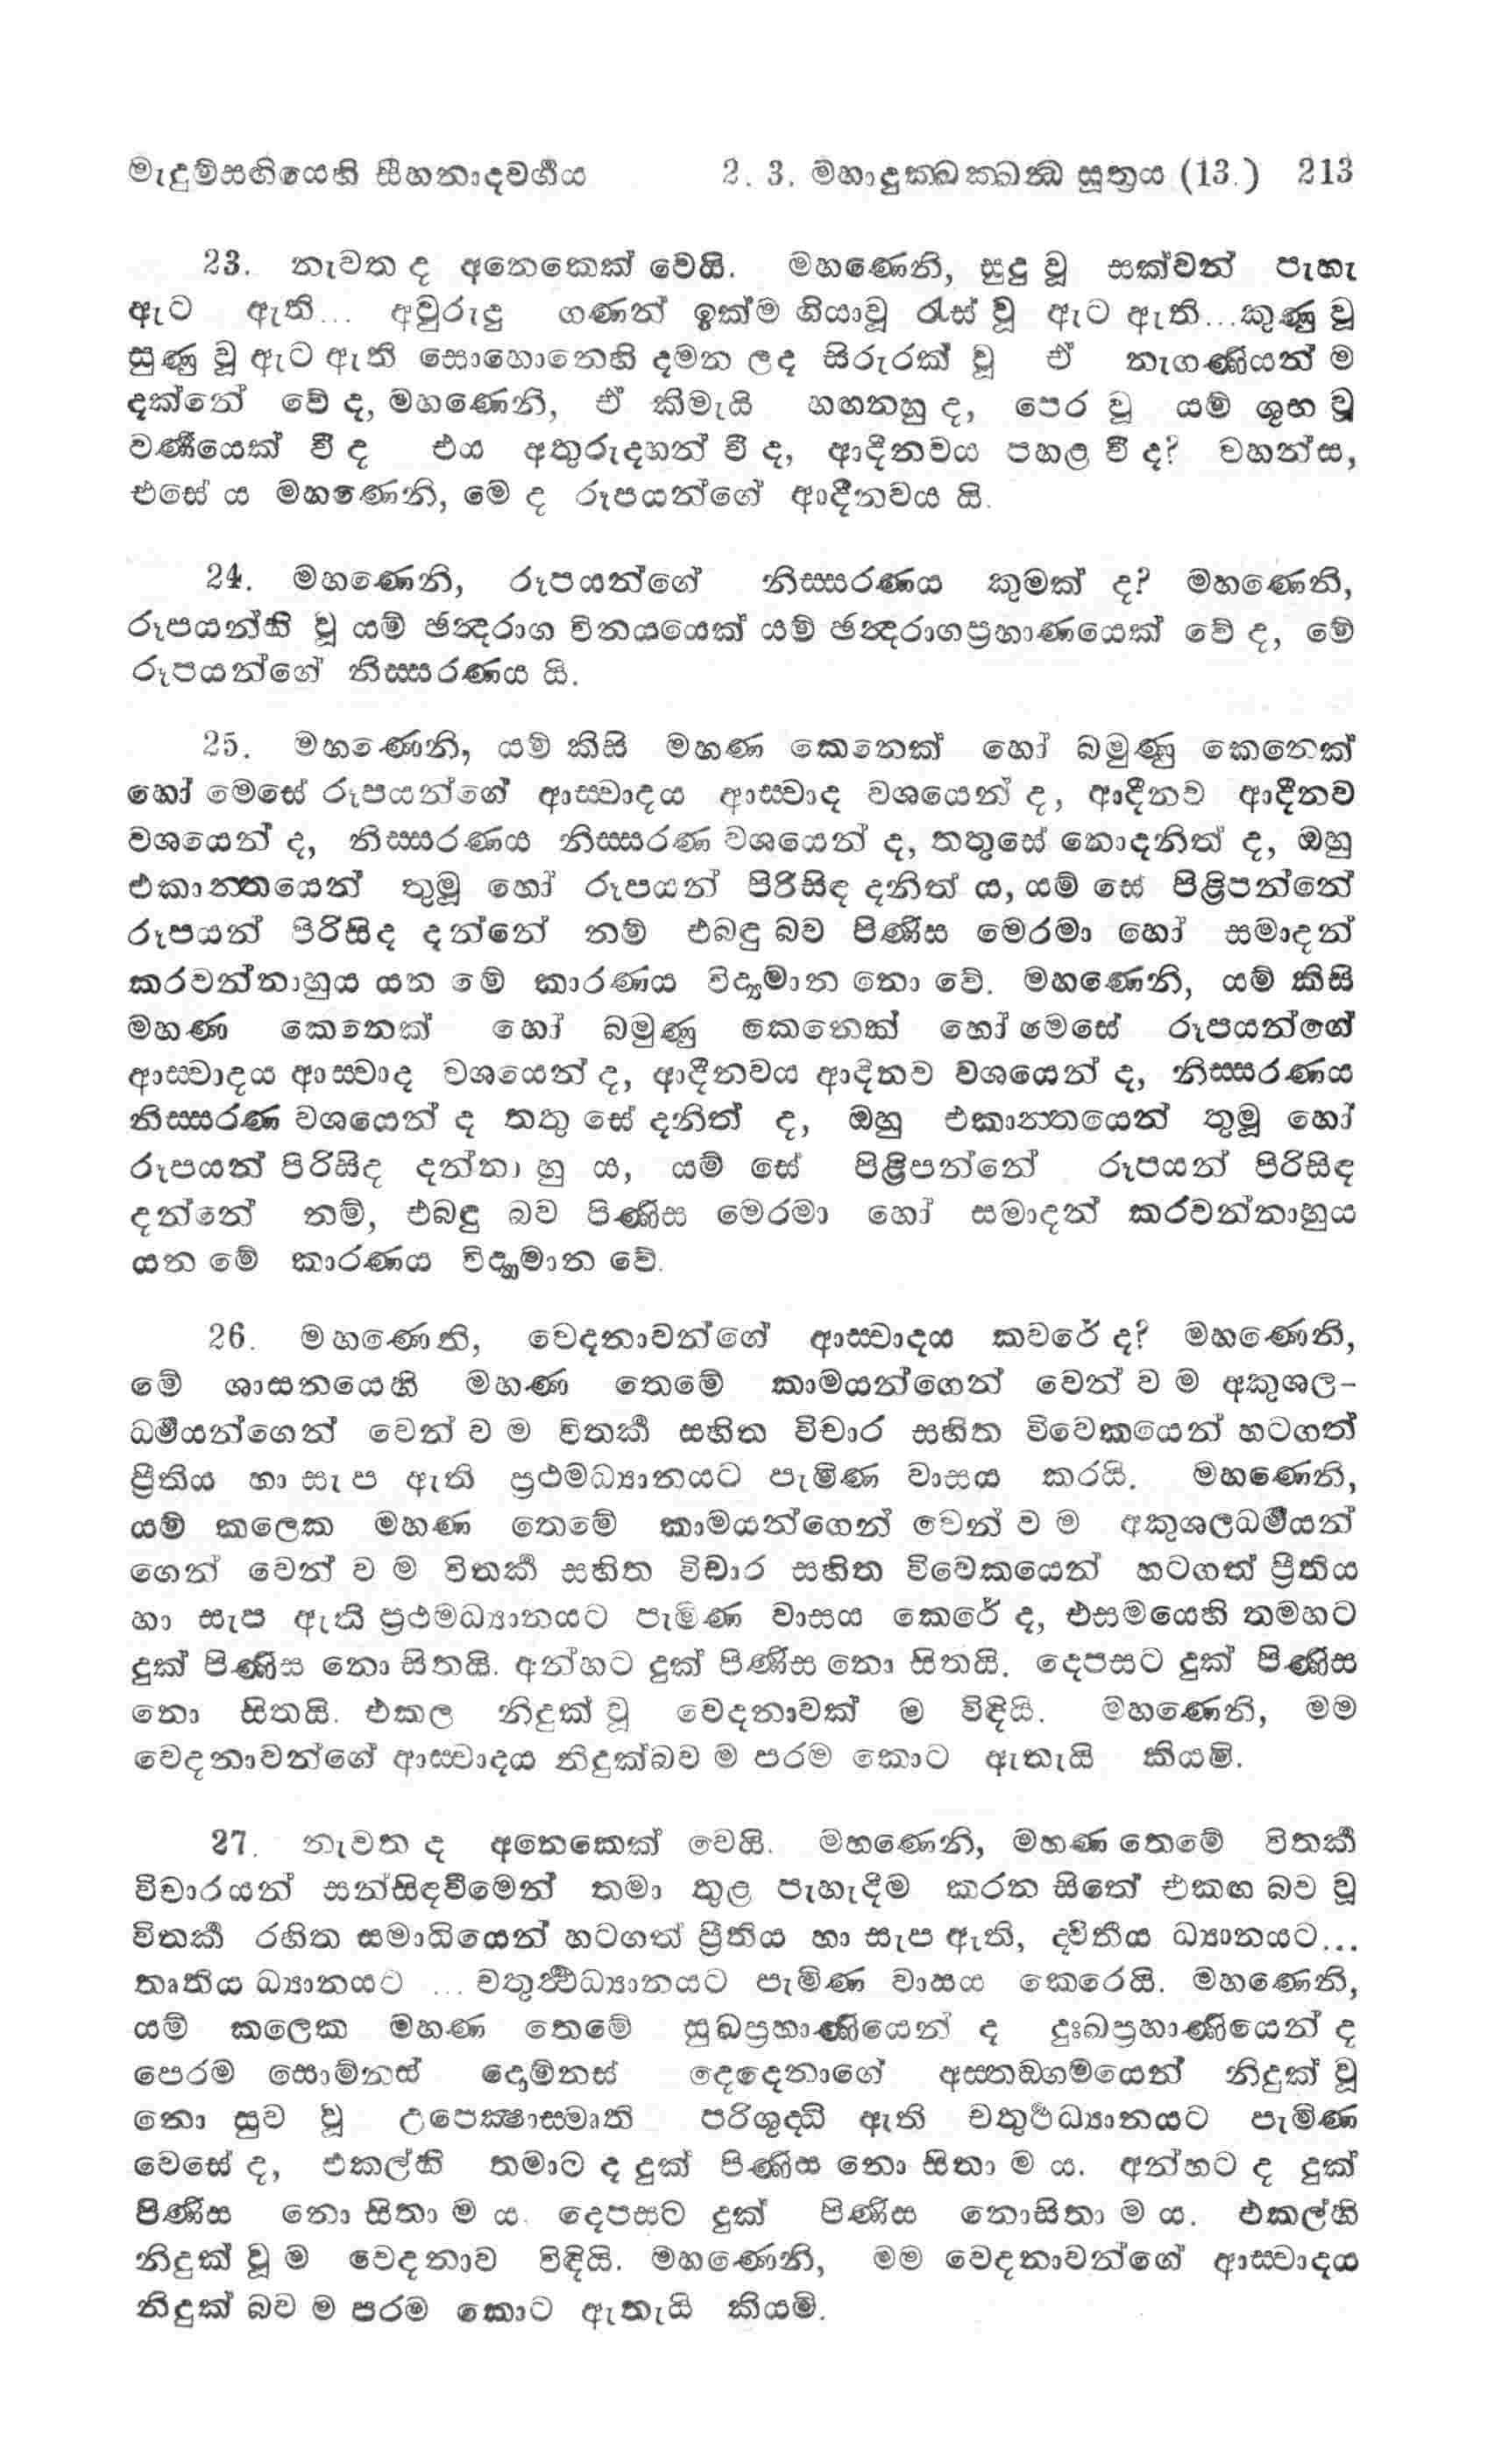 මැදුම්සඟියෙහි සීහනාදවර්‍ගය 2. 3. මහාදුක්ඛක්ඛන්‍ධ සූත්‍රය (13.) 213
23. නැවත ද අනෙකෙක් වෙයි. මහණෙනි, සුදු වූ සක්වන් පැහැ
ඇට ඇති... අවුරුදු ගණන් ඉක්ම ගියාවූ රැස් වූ ඇට ඇති...කුණු වූ
සුණු වූ ඇට ඇති සොහොනෙහි දමන ලද සිරුරක් වූ ඒ නැගණියන් ම
දක්නේ වේ ද, මහණෙනි, ඒ කිමැයි හඟනහු ද, පෙර වූ යම් ශුභ වූ
වර්‍ණයෙක් වී ද එය අතුරුදහන් වී ද, ආදීනවය පහළ වී ද? වහන්ස,
එසේ ය මහණෙනි, මෙ ද රූපයන්ගේ ආදීනවය යි.
24. මහණෙනි, රූපයන්ගේ නිස්සරණය කුමක් ද? මහණෙනි,
රූපයන්හි වූ යම් ඡන්‍දරාග විනයයෙක් යම් ඡන්‍දරාගප්‍රහාණයෙක් වේ ද, මේ
රූපයන්ගේ නිස්සරණය යි.
25. මහණෙනි, යම් කිසි මහණ කෙනෙක් හෝ බමුණු කෙනෙක්
හෝ මෙසේ රූපයන්ගේ ආස්වාදය ආස්වාද වශයෙන් ද, ආදීනව ආදීනව
වශයෙන් ද, නිස්සරණය නිස්සරණ වශයෙන් ද, තතුසේ නොදනිත් ද, ඔහු
එකාන්තයෙන් තුමූ හෝ රූපයන් පිරිසිඳ දනිත් ය, යම් සේ පිළිපන්නේ
රූපයන් පිරිසිද දන්නේ නම් එබඳු බව පිණිස මෙරමා හෝ සමාදන්
කරවන්නාහුය යන මේ කාරණය විද්‍යමාන නො වේ. මහණෙනි, යම් කිසි
මහණ කෙනෙක් හෝ බමුණු කෙනෙක් හෝ මෙසේ රූපයන්ගේ
ආස්වාදය ආස්වාද වශයෙන් ද, ආදීනවය ආදිනව වශයෙන් ද, නිස්සරණය
නිස්සරණ වශයෙන් ද තතු සේ දනිත් ද, ඔහු එකාන්තයෙන් තුමූ හෝ
රූපයන් පිරිසිද දන්නා හු ය, යම් සේ පිළිපන්නේ රූපයන් පිරිසිඳ
දන්නේ නම්, එබඳු බව පිණිස මෙරමා හෝ සමාදන් කරවන්නාහුය
යන මේ කාරණය විද්‍යමාන වේ.
26. මහණෙනි, වෙදනාවන්ගේ ආස්වාදය කවරේ ද? මහණෙනි,
මේ ශාසනයෙහි මහණ තෙමේ කාමයන්ගෙන් වෙන් ව ම අකුශල-
ධර්‍මයන්ගෙන් වෙන් ව ම විතර්‍ක සහිත විචාර සහිත විවෙකයෙන් හටගත්
ප්‍රීතිය හා සැප ඇති ප්‍රථමධ්‍යානයට පැමිණ වාසය කරයි. මහණෙනි,
යම් කලෙක මහණ තෙමේ කාමයන්ගෙන් වෙන් ව ම අකුශලධර්‍මයන්
ගෙන් වෙන් ව ම විතර්‍ක සහිත විචාර සහිත විවෙකයෙන් හටගත් ප්‍රීතිය
හා සැප ඇති ප්‍රථමධ්‍යානයට පැමිණ වාසය කෙරේ ද, එසමයෙහි තමහට
දුක් පිණිස නො සිතයි. අන්හට දුක් පිණිස නො සිතයි. දෙපසට දුක් පිණිස
නො සිතයි. එකල නිදුක් වූ වෙදනාවක් ම විඳියි. මහණෙනි, මම
වෙදනාවන්ගේ ආස්වාදය නිදුක්බව ම පරම කොට ඇතැයි කියමි.
27. නැවත ද අනෙකෙක් වෙයි. මහණෙනි, මහණ තෙමේ විතර්‍ක
විචාරයන් සන්සිඳවීමෙන් තමා තුළ පැහැදීම කරන සිතේ එකඟ බව වූ
විතර්‍ක රහිත සමාධියෙන් හටගත් ප්‍රීතිය හා සැප ඇති, ද්විතීය ධ්‍යානයට...
තෘතිය ධ්‍යානයට ... චතුර්‍ත්‍ථධ්‍යානයට පැමිණ වාසය කෙරෙයි. මහණෙනි,
යම් කලෙක මහණ තෙමේ සුඛප්‍රහාණියෙන් ද දුඃඛප්‍රහාණියෙන් ද
පෙරම සොම්නස් දොම්නස් දෙදෙනාගේ අස්තඞ්ගමයෙන් නිදුක් වූ
නො සුව වූ උපෙක්‍ෂාස්මෘති පරිශුද්ධි ඇති චතුර්‍ථධ්‍යානයට පැමිණ
වෙසේ ද, එකල්හි තමාට ද දුක් පිණිස නො සිතා ම ය. අන්හට ද දුක්
පිණිස නො සිතා ම ය. දෙපසට දුක් පිණිස නොසිතා ම ය. එකල්හි
නිදුක් වූ ම වෙදනාව විඳියි. මහණෙනි, මම වෙදනාවන්ගේ ආස්වාදය
නිදුක් බව ම පරම කොට ඇතැයි කියමි.